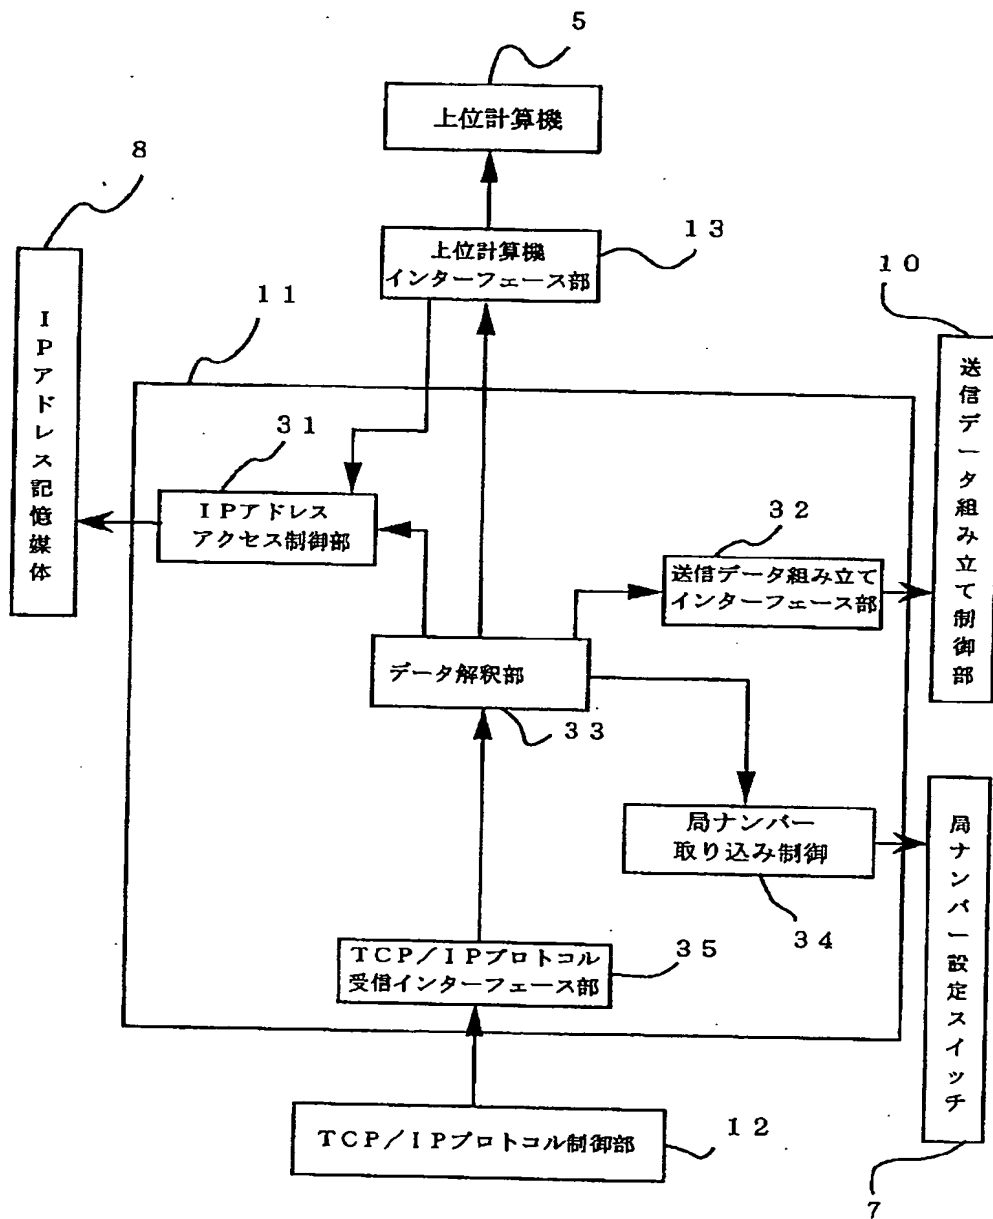 5
上位計算機
8
13
上位計算機
インターフェース部
10
11
IPアドレス記憶媒体
送信データ組み立て制御部
31
IPアドレス
アクセス制御部
32
送信データ組み立て
インターフェース部
データ解釈部
33
局ナンバー
取り込み制御
34
局ナンバー設定スイッチ
TCP/IPプロトコル
受信インターフェース部
35
TCP/IPプロトコル制御部
12
7